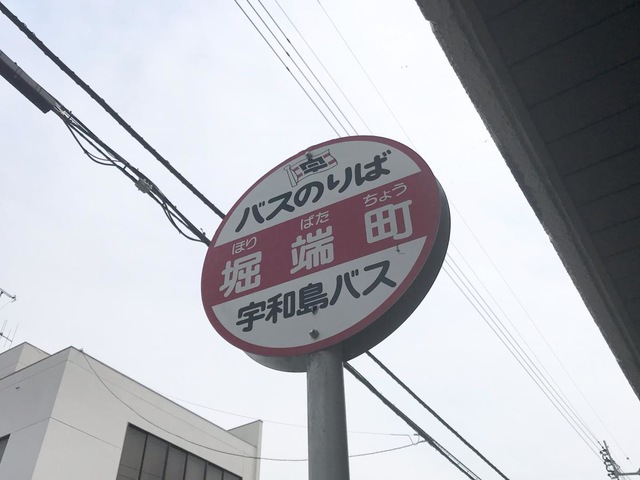 バスのりば
ほり ばた ちょう
堀端町
宇和島バス